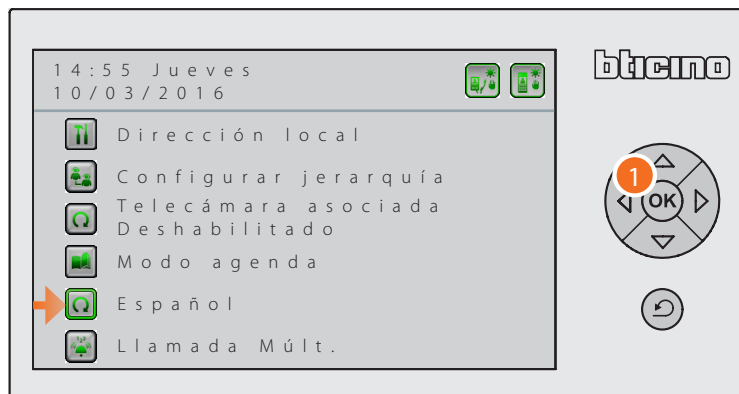 14:55 Jueves
10/03/2016
bticino
Dirección local
Configurar jerarquía
Telecámara asociada
Deshabilitado
Modo agenda
Español
Llamada Múlt.
1
OK